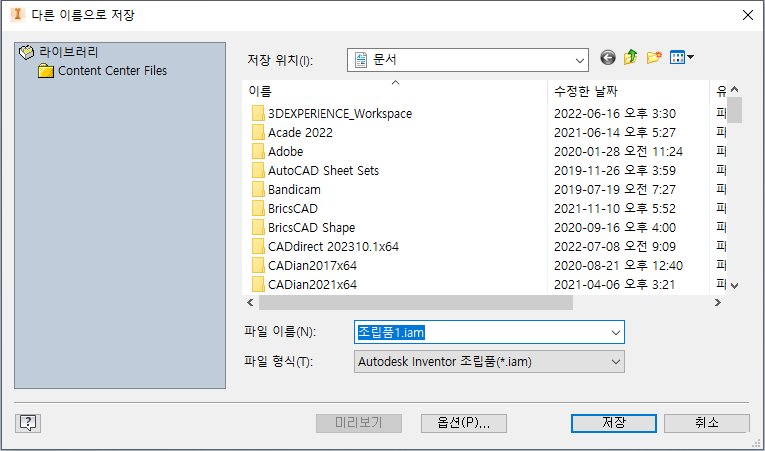 다른 이름으로 저장
라이브러리
Content Center Files
저장 위치(I):
문서
이름 수정한 날짜 유
3DEXPERIENCE_Workspace 2022-06-16 오후 3:30 파
Acade 2022 2021-06-14 오후 5:27 파
Adobe 2020-01-28 오전 11:24 파
AutoCAD Sheet Sets 2019-11-26 오후 3:59 파
Bandicam 2019-07-19 오전 7:27 파
BricsCAD 2021-11-10 오후 5:52 파
BricsCAD Shape 2020-09-16 오후 4:00 파
CADdirect 202310.1x64 2022-07-08 오전 9:09 파
CADian2017x64 2020-08-21 오후 12:40 파
CADian2021x64 2021-04-06 오후 3:21 파
파일 이름(N): 조립품1.iam
파일 형식(T): Autodesk Inventor 조립품(*.iam)
미리보기 옵션(P)... 저장 취소